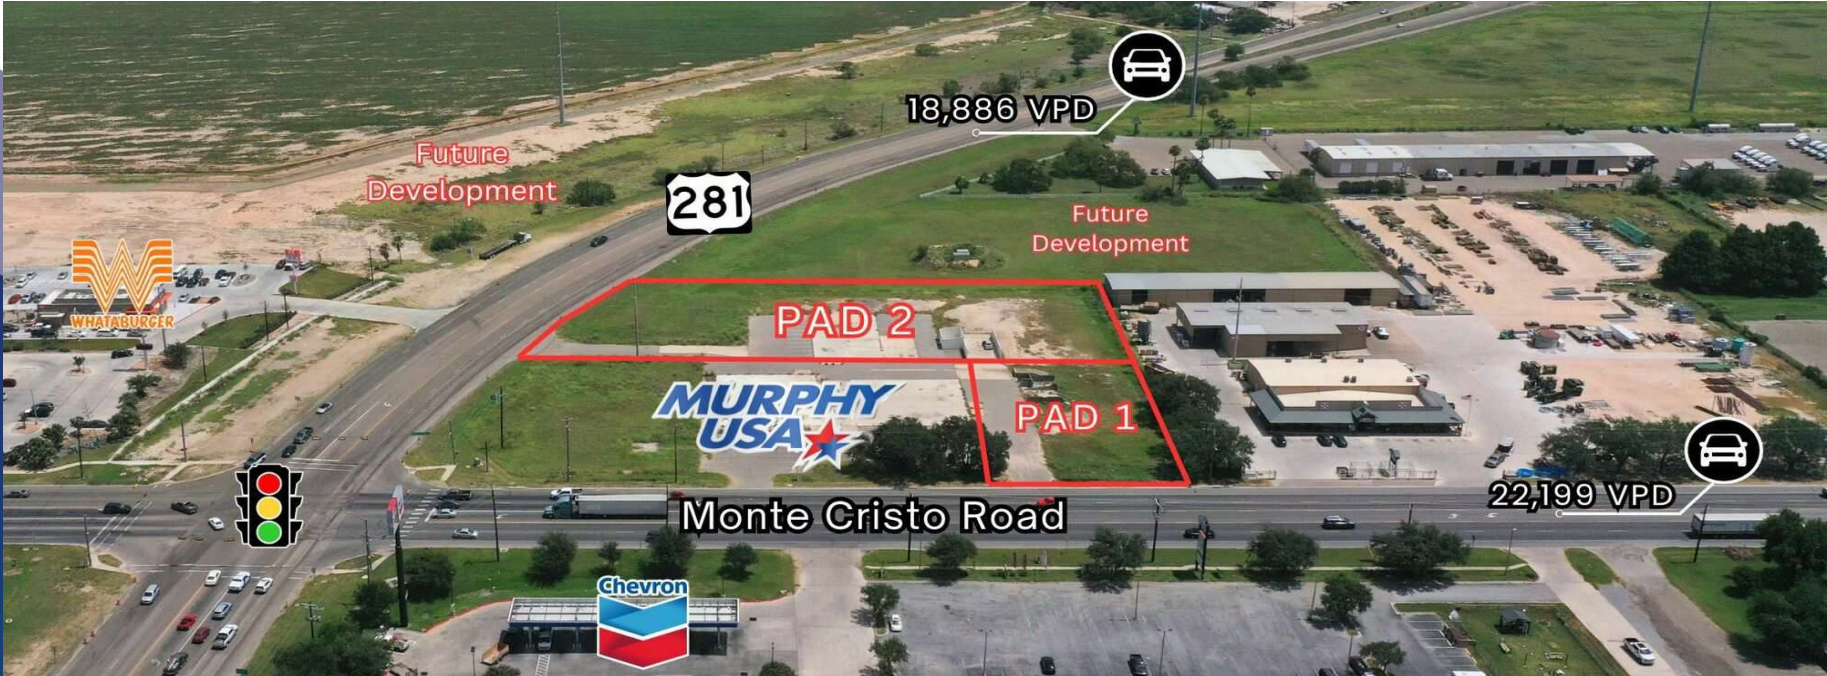 18,886 VPD
Future
Development
281
Future
Development
WHATABURGER
PAD 2
MURPHY
USA
PAD 1
22,199 VPD
Monte Cristo Road
Chevron